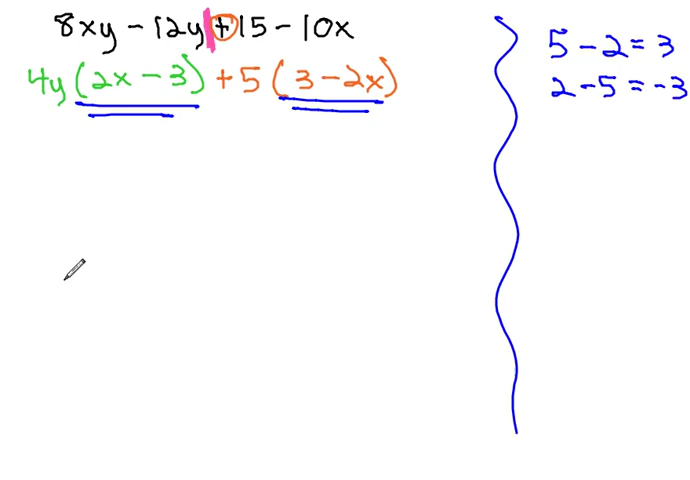 8xy - 12y + 15 - 10x
4y (2x - 3) + 5 (3 - 2x)
5 - 2 = 3
2 - 5 = -3